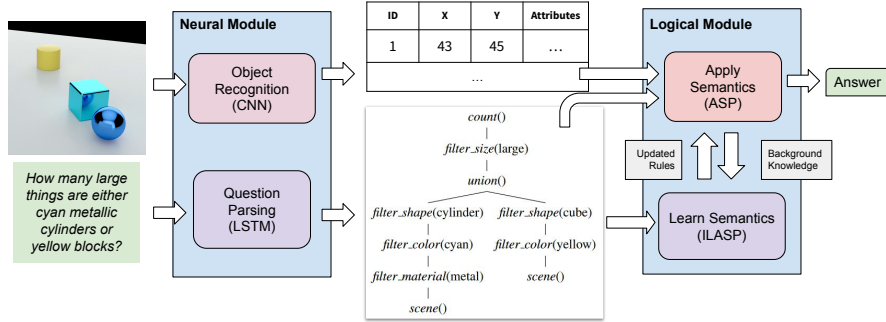 Neural Module
Object
Recognition
(CNN)
Question
Parsing
(LSTM)
How many large
things are either
cyan metallic
cylinders or
yellow blocks?
ID X Y Attributes
1 43 45 ...
...
count()
filter_size(large)
union()
filter_shape(cylinder) filter_shape(cube)
filter_color(cyan) filter_color(yellow)
filter_material(metal) scene()
scene()
Logical Module
Apply
Semantics
(ASP)
Updated
Rules
Background
Knowledge
Learn Semantics
(ILASP)
Answer